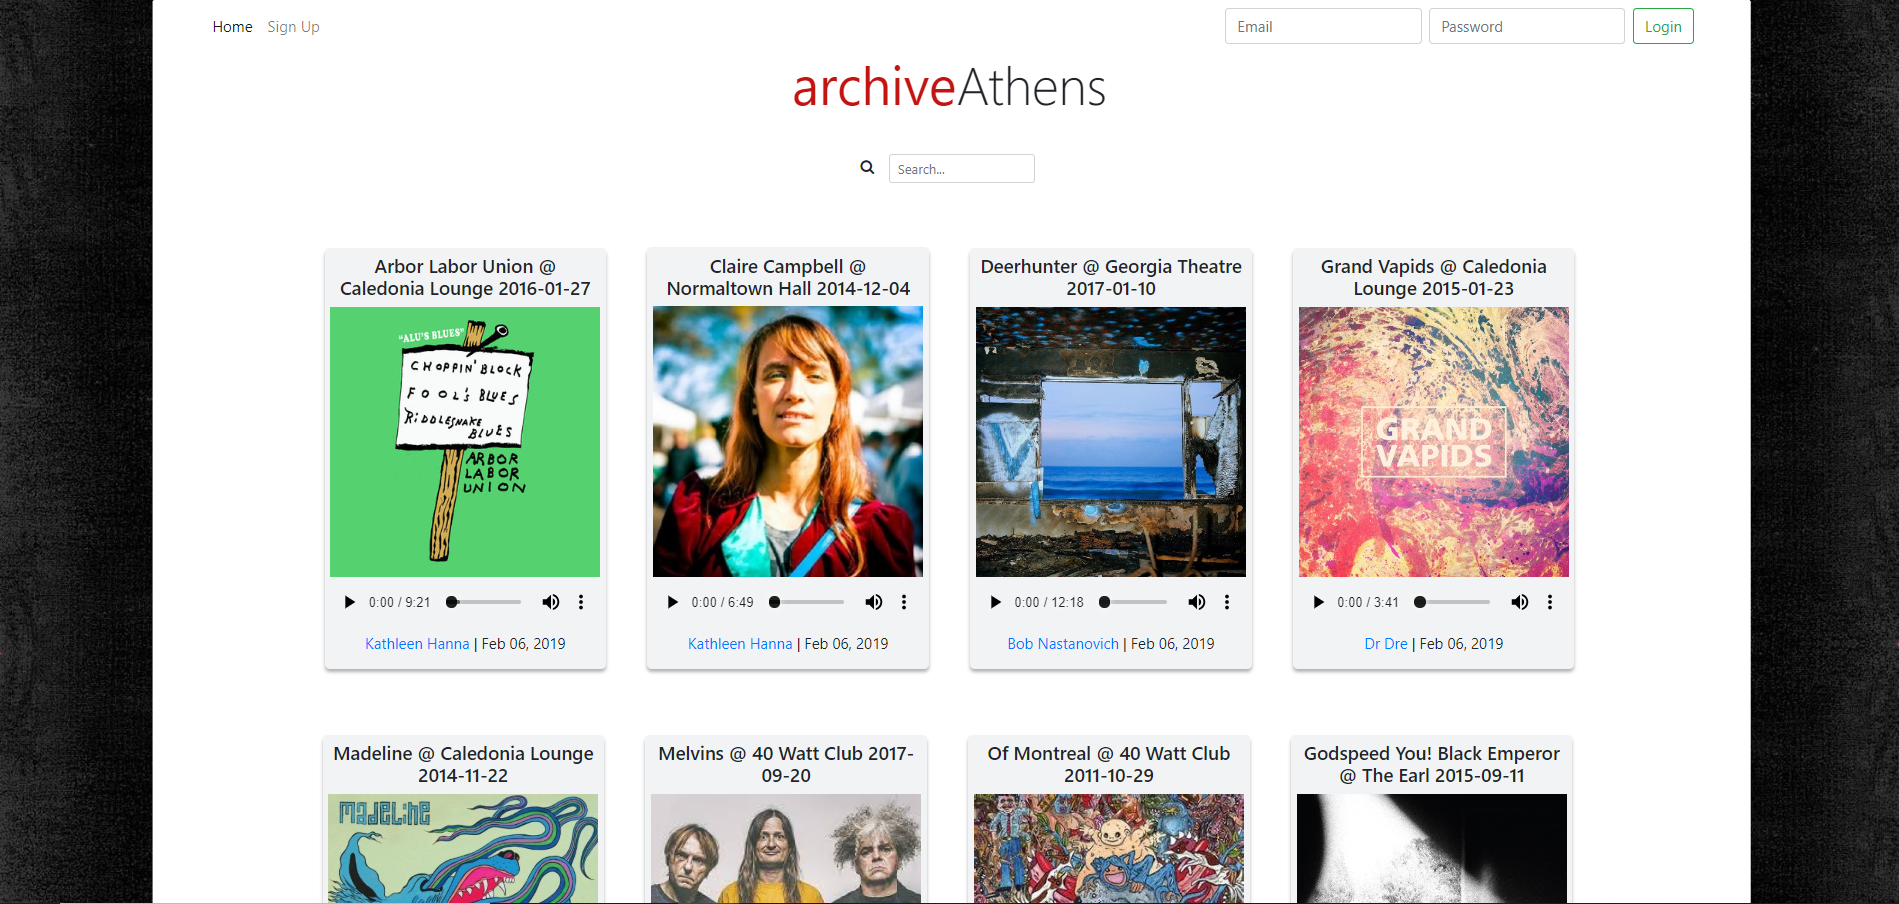 Home Sign Up Email Password Login
archiveAthens
Search...
Arbor Labor Union @
Caledonia Lounge 2016-01-27
"ALU'S BLUES"
CHOPPIN' BLOCK
FOOL'S BLUES
RIDDLESNAKE
BLUES
ARBOR
LABOR
UNION
0:00 / 9:21
Kathleen Hanna | Feb 06, 2019
Claire Campbell @
Normaltown Hall 2014-12-04
0:00 / 6:49
Kathleen Hanna | Feb 06, 2019
Deerhunter @ Georgia Theatre
2017-01-10
0:00 / 12:18
Bob Nastanovich | Feb 06, 2019
Grand Vapids @ Caledonia
Lounge 2015-01-23
GRAND
VAPIDS
0:00 / 3:41
Dr Dre | Feb 06, 2019
Madeline @ Caledonia Lounge
2014-11-22
MADELINE
Melvins @ 40 Watt Club 2017-
09-20
Of Montreal @ 40 Watt Club
2011-10-29
Godspeed You! Black Emperor
@ The Earl 2015-09-11